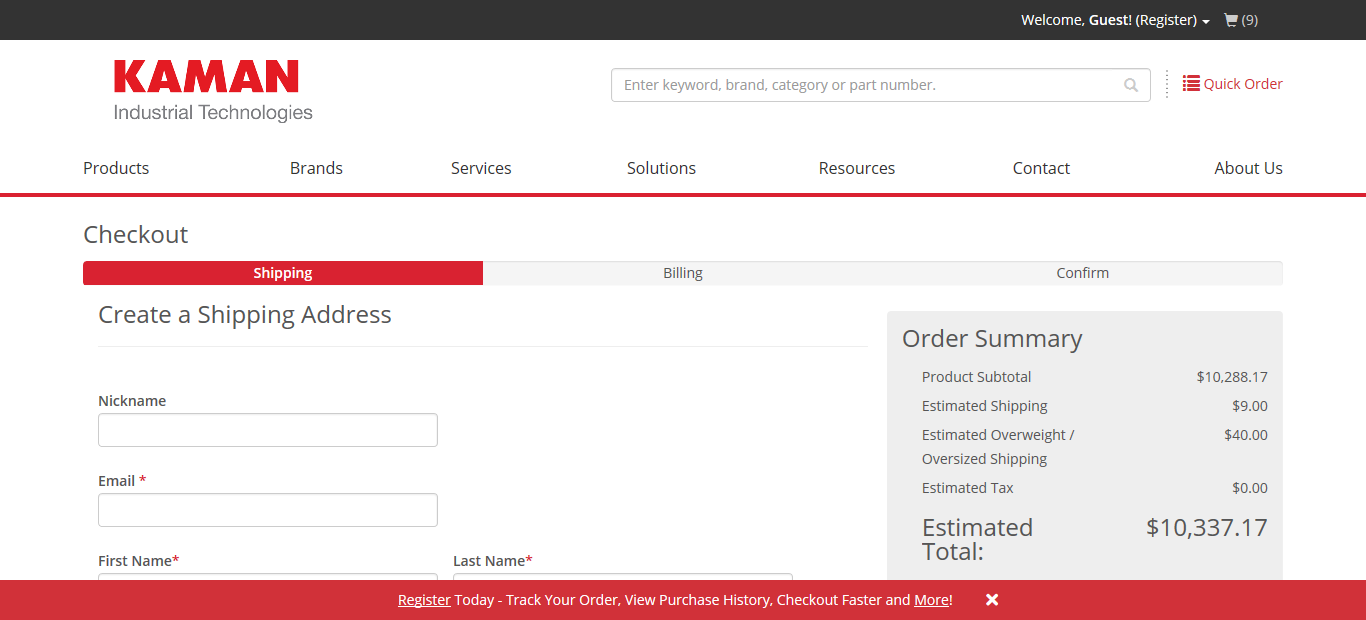 Welcome, Guest! (Register) (9)
KAMAN
Industrial Technologies
Enter keyword, brand, category or part number.
Quick Order
Products Brands Services Solutions Resources Contact About Us
Checkout
Shipping Billing Confirm
Create a Shipping Address
Nickname
Email *
First Name* Last Name*
Order Summary
Product Subtotal $10,288.17
Estimated Shipping $9.00
Estimated Overweight / $40.00
Oversized Shipping
Estimated Tax $0.00
Estimated $10,337.17
Total:
Register Today - Track Your Order, View Purchase History, Checkout Faster and More!